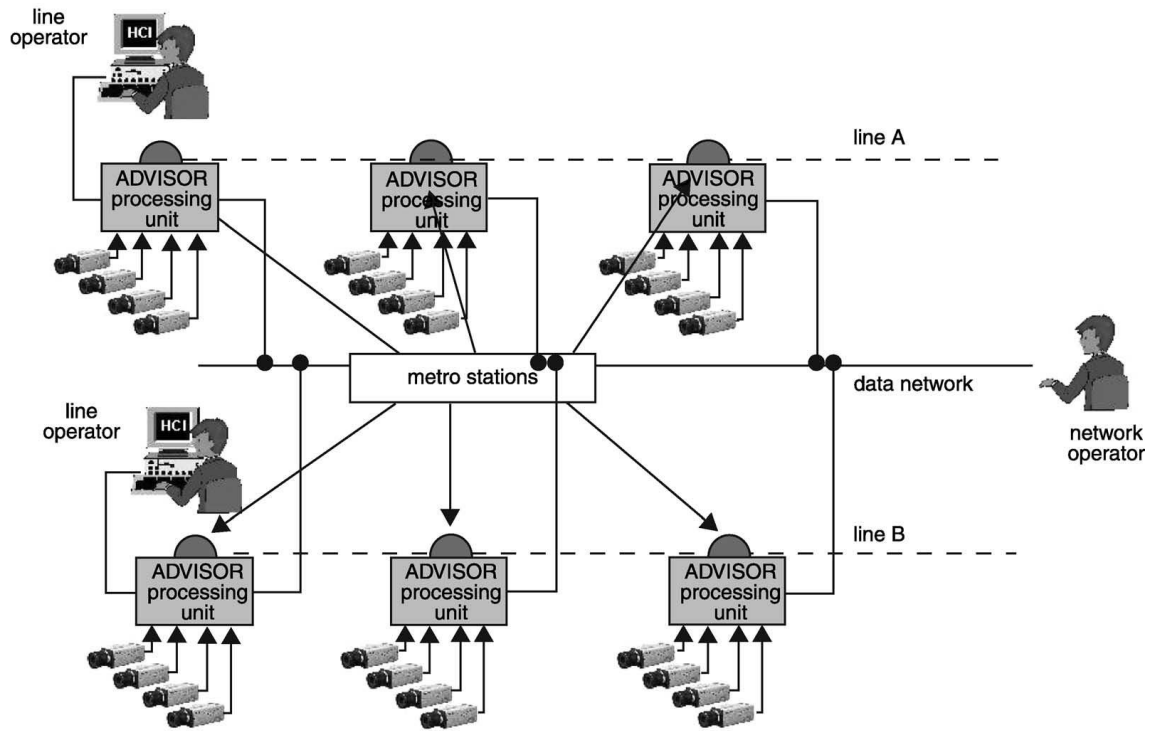 line
operator
HCI
line A
ADVISOR
processing
unit
ADVISOR
processing
unit
ADVISOR
processing
unit
metro stations
data network
line
operator
HCI
network
operator
line B
ADVISOR
processing
unit
ADVISOR
processing
unit
ADVISOR
processing
unit